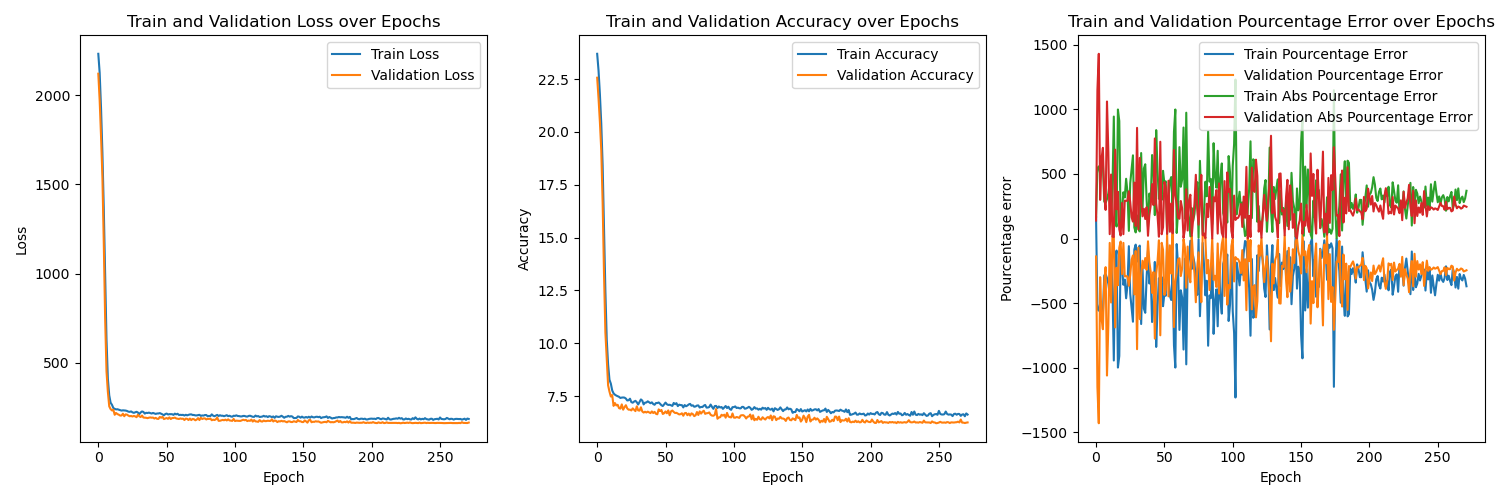 Train and Validation Loss over Epochs
Train Loss
Validation Loss
Loss
2000
1500
1000
500
0
50
100
150
200
250
Epoch
Train and Validation Accuracy over Epochs
Train Accuracy
Validation Accuracy
Accuracy
22.5
20.0
17.5
15.0
12.5
10.0
7.5
0
50
100
150
200
250
Epoch
Train and Validation Pourcentage Error over Epochs
Train Pourcentage Error
Validation Pourcentage Error
Train Abs Pourcentage Error
Validation Abs Pourcentage Error
Pourcentage error
1500
1000
500
0
−500
−1000
−1500
0
50
100
150
200
250
Epoch